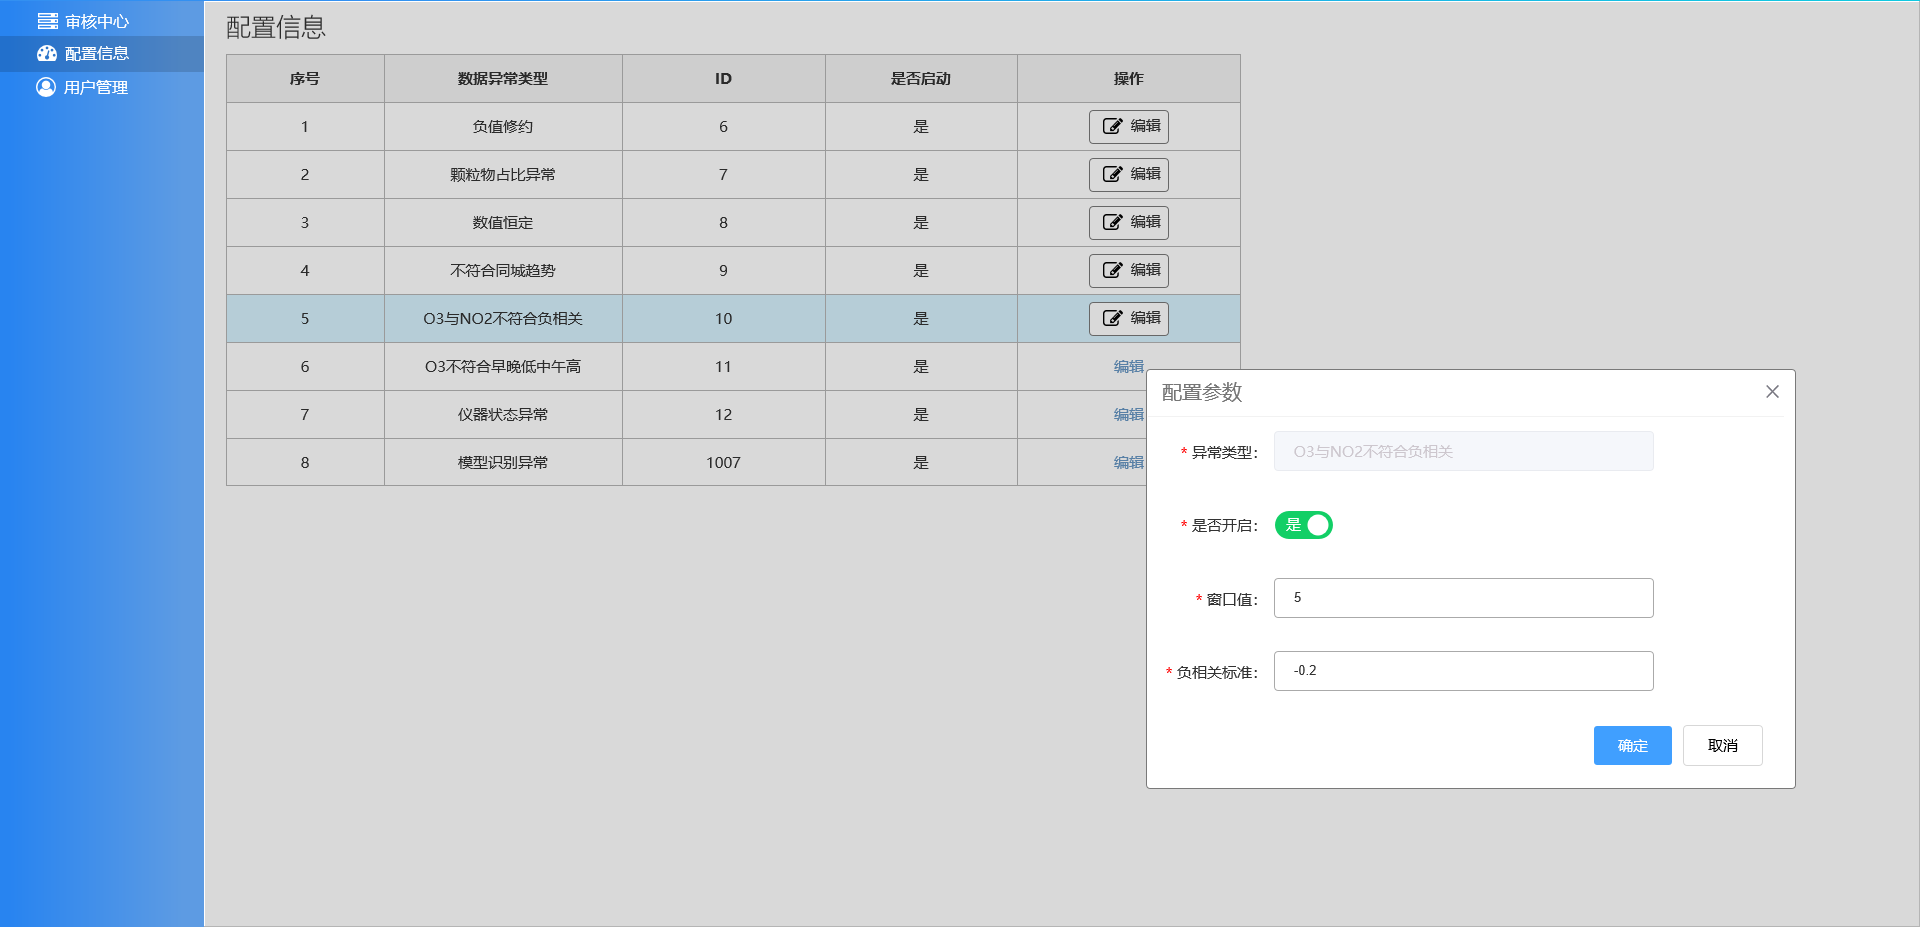 审核中心
配置信息
用户管理
配置信息
序号 数据异常类型 ID 是否启动 操作
1 负值修约 6 是 编辑
2 颗粒物占比异常 7 是 编辑
3 数值恒定 8 是 编辑
4 不符合同城趋势 9 是 编辑
5 O3与NO2不符合负相关 10 是 编辑
6 O3不符合早晚低中午高 11 是 编辑
7 仪器状态异常 12 是 编辑
8 模型识别异常 1007 是 编辑
配置参数
* 异常类型： O3与NO2不符合负相关
* 是否开启： 是
* 窗口值： 5
* 负相关标准： -0.2
确定 取消